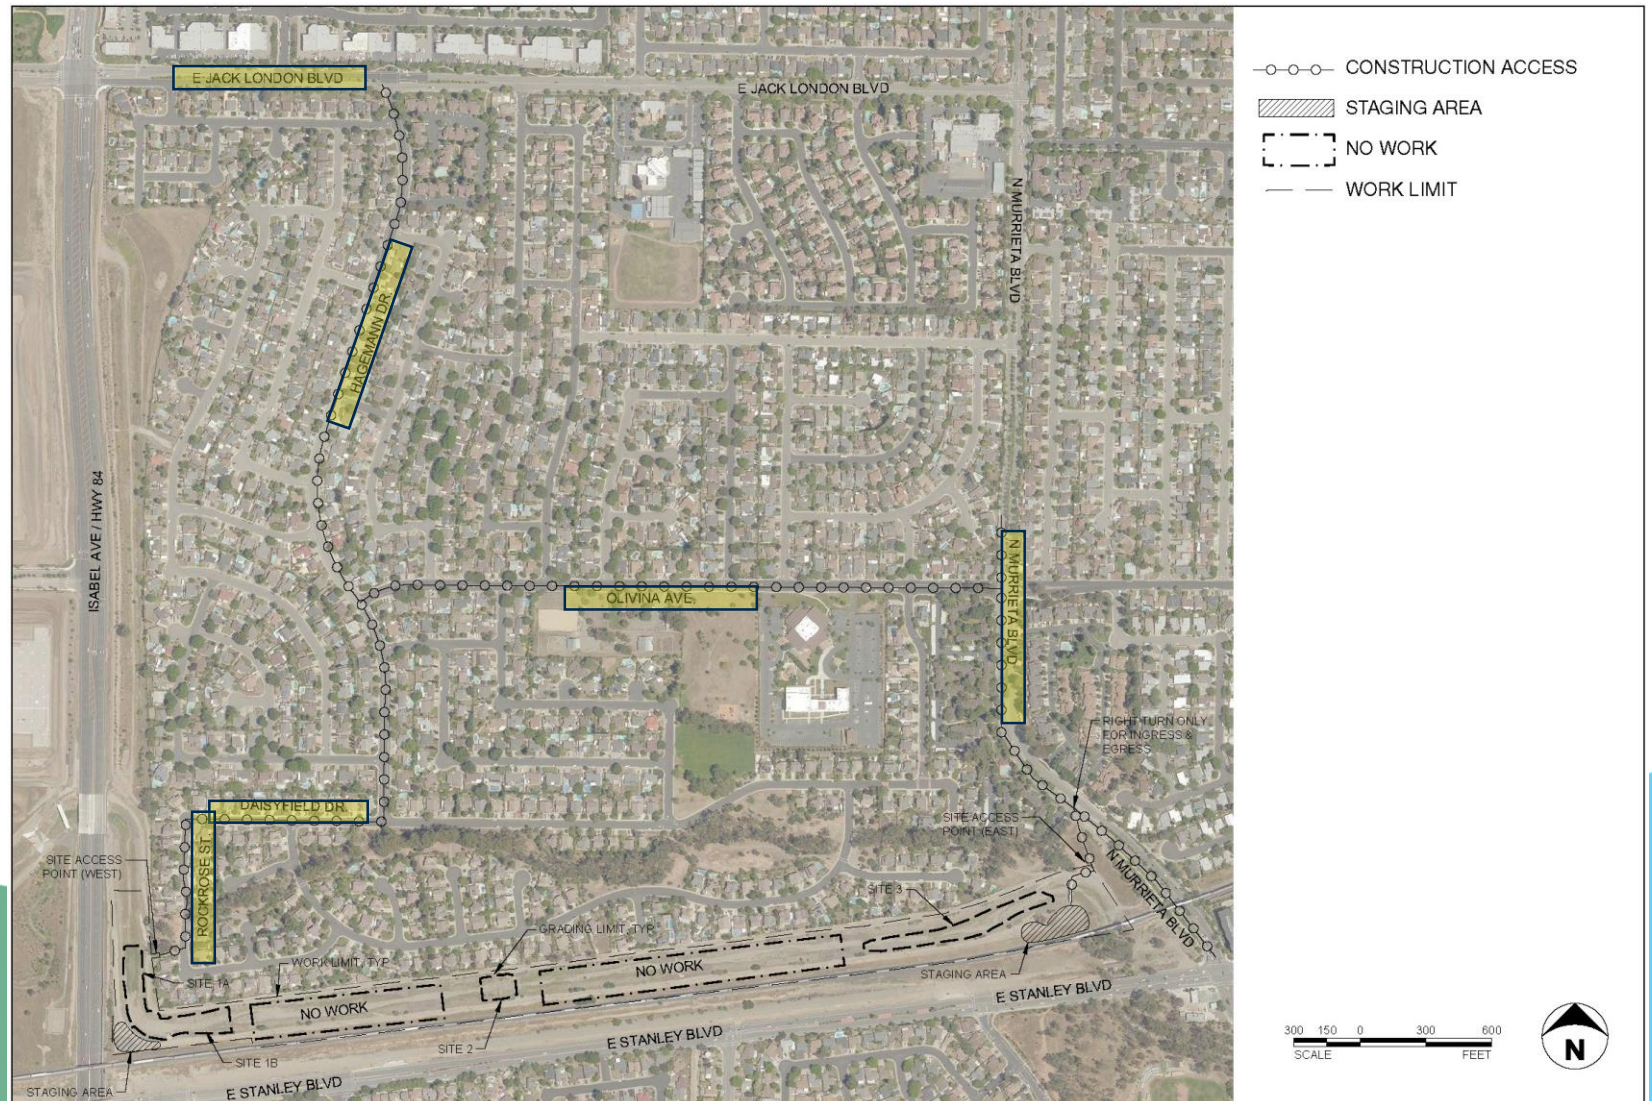 E JACK LONDON BLVD
E JACK LONDON BLVD
CONSTRUCTION ACCESS
STAGING AREA
NO WORK
WORK LIMIT
N MURRIETA BLVD
HAGEMANN DR.
ISABEL AVE / HWY 84
OLIVINA AVE.
N MURRIETA BLVD
RIGHT TURN ONLY
FOR INGRESS &
EGRESS
DAISYFIELD DR.
SITE ACCESS
POINT (EAST)
SITE ACCESS
POINT (WEST)
ROCKROSE ST.
SITE 3
N MURRIETA BLVD
GRADING LIMIT, TYP
WORK LIMIT, TYP
NO WORK
STAGING AREA
SITE 1A
NO WORK
E STANLEY BLVD
E STANLEY BLVD
SITE 2
SITE 1B
STAGING AREA
E STANLEY BLVD
300 150 0 300 600
SCALE FEET
N